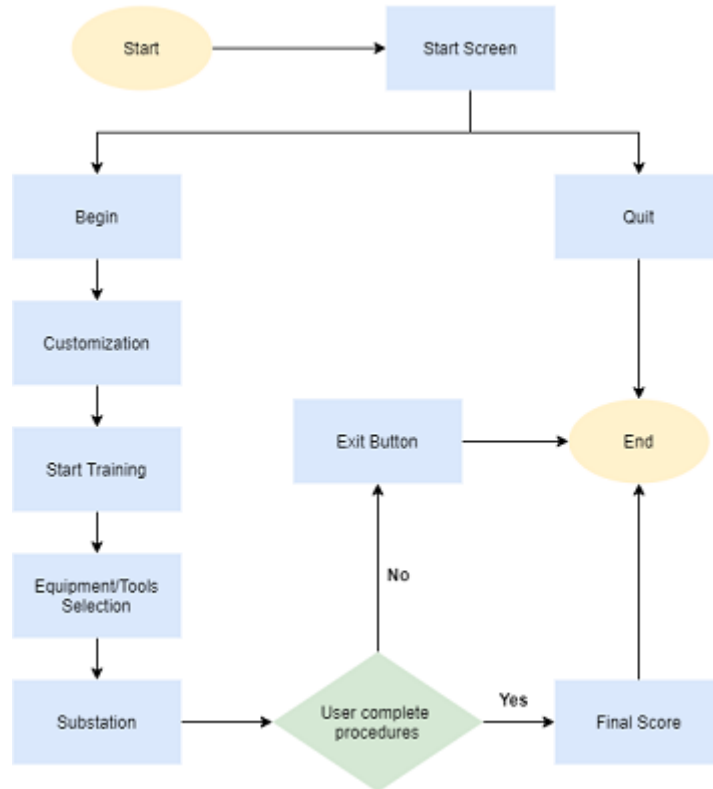 Start
Start Screen
Begin
Quit
Customization
Exit Button
End
Start Training
No
Equipment/Tools
Selection
Substation
User complete
procedures
Yes
Final Score